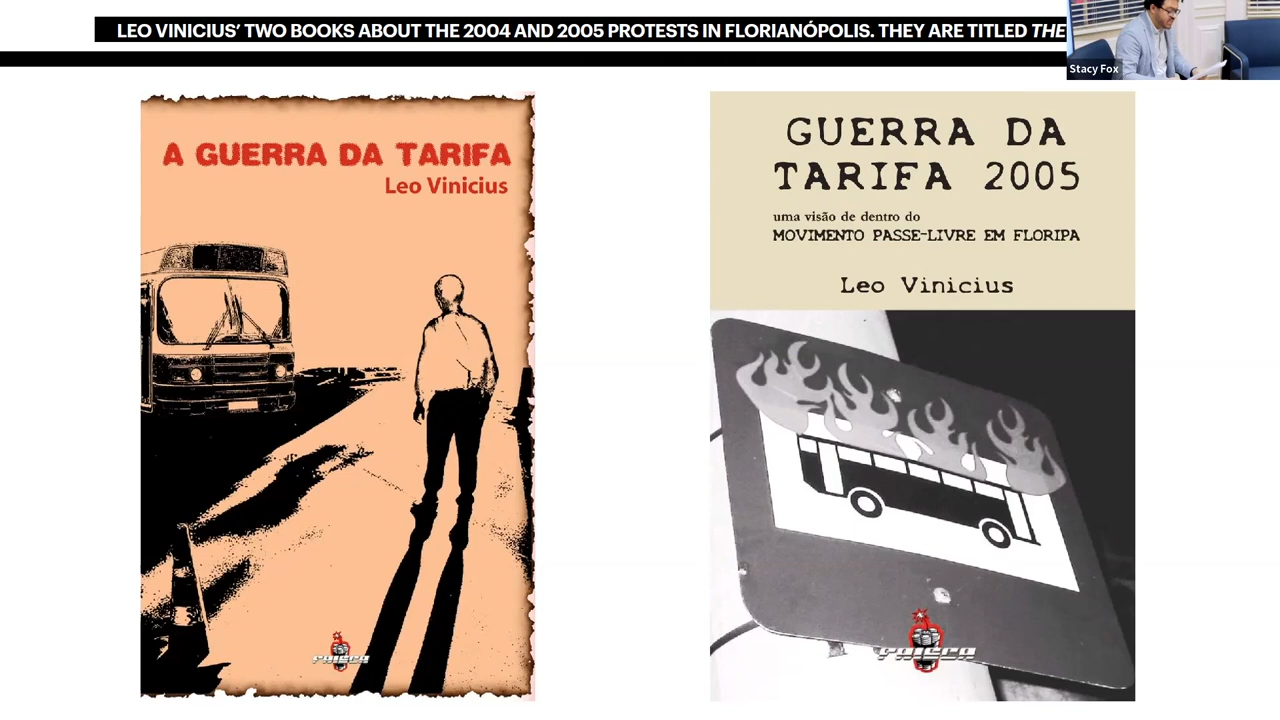 LEO VINICIUS' TWO BOOKS ABOUT THE 2004 AND 2005 PROTESTS IN FLORIANÓPOLIS. THEY ARE TITLED THE
Stacy Fox
A GUERRA DA TARIFA
Leo Vinicius
FAISCA
GUERRA DA
TARIFA 2005
uma visão de dentro do
MOVIMENTO PASSE-LIVRE EM FLORIPA
Leo Vinicius
FAISCA